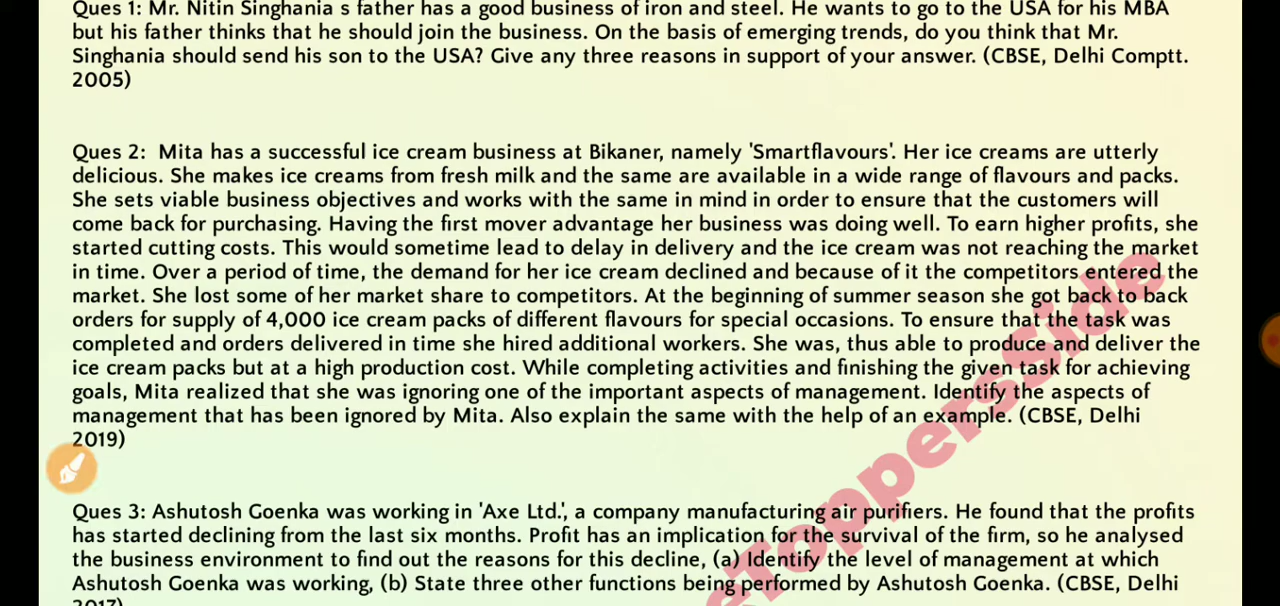 Ques 1: Mr. Nitin Singhania s father has a good business of iron and steel. He wants to go to the USA for his MBA
but his father thinks that he should join the business. On the basis of emerging trends, do you think that Mr.
Singhania should send his son to the USA? Give any three reasons in support of your answer. (CBSE, Delhi Comptt.
2005)
Ques 2: Mita has a successful ice cream business at Bikaner, namely 'Smartflavours'. Her ice creams are utterly
delicious. She makes ice creams from fresh milk and the same are available in a wide range of flavours and packs.
She sets viable business objectives and works with the same in mind in order to ensure that the customers will
come back for purchasing. Having the first mover advantage her business was doing well. To earn higher profits, she
started cutting costs. This would sometime lead to delay in delivery and the ice cream was not reaching the market
in time. Over a period of time, the demand for her ice cream declined and because of it the competitors entered the
market. She lost some of her market share to competitors. At the beginning of summer season she got back to back
orders for supply of 4,000 ice cream packs of different flavours for special occasions. To ensure that the task was
completed and orders delivered in time she hired additional workers. She was, thus able to produce and deliver the
ice cream packs but at a high production cost. While completing activities and finishing the given task for achieving
goals, Mita realized that she was ignoring one of the important aspects of management. Identify the aspects of
management that has been ignored by Mita. Also explain the same with the help of an example. (CBSE, Delhi
2019)
Ques 3: Ashutosh Goenka was working in 'Axe Ltd.', a company manufacturing air purifiers. He found that the profits
has started declining from the last six months. Profit has an implication for the survival of the firm, so he analysed
the business environment to find out the reasons for this decline, (a) Identify the level of management at which
Ashutosh Goenka was working, (b) State three other functions being performed by Ashutosh Goenka. (CBSE, Delhi
2017)
eToppersSide